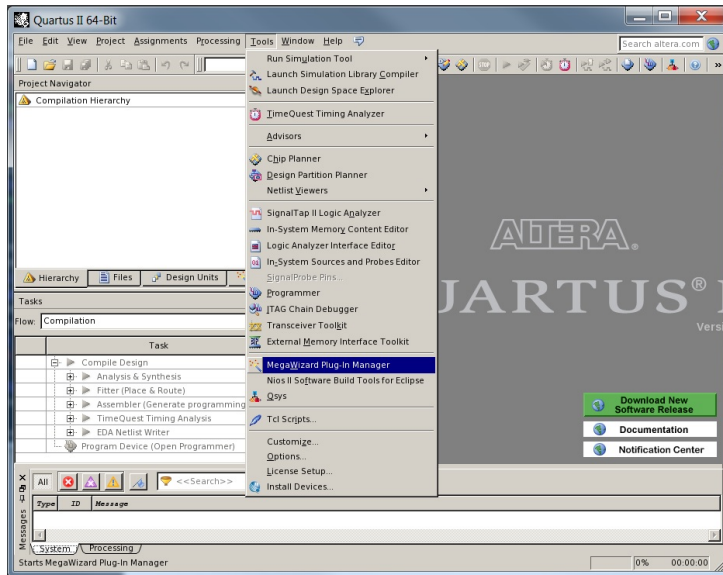 Quartus II 64-Bit
File Edit View Project Assignments Processing Tools Window Help
Search altera.com
Project Navigator
Compilation Hierarchy
Hierarchy Files Design Units
Tasks
Flow: Compilation
Task
Compile Design
Analysis & Synthesis
Fitter (Place & Route)
Assembler (Generate programming
TimeQuest Timing Analysis
EDA Netlist Writer
Program Device (Open Programmer)
Run Simulation Tool
Launch Simulation Library Compiler
Launch Design Space Explorer
TimeQuest Timing Analyzer
Advisors
Chip Planner
Design Partition Planner
Netlist Viewers
SignalTap II Logic Analyzer
In-System Memory Content Editor
Logic Analyzer Interface Editor
In-System Sources and Probes Editor
SignalProbe Pins...
Programmer
JTAG Chain Debugger
Transceiver Toolkit
External Memory Interface Toolkit
MegaWizard Plug-In Manager
Nios II Software Build Tools for Eclipse
Qsys
Tcl Scripts...
Customize...
Options...
License Setup...
Install Devices...
ALTERA®
UARTUS®
Versi
Download New
Software Release
Documentation
Notification Center
All <<Search>>
Type ID Message
Messages
System Processing
Starts MegaWizard Plug-In Manager
0% 00:00:00